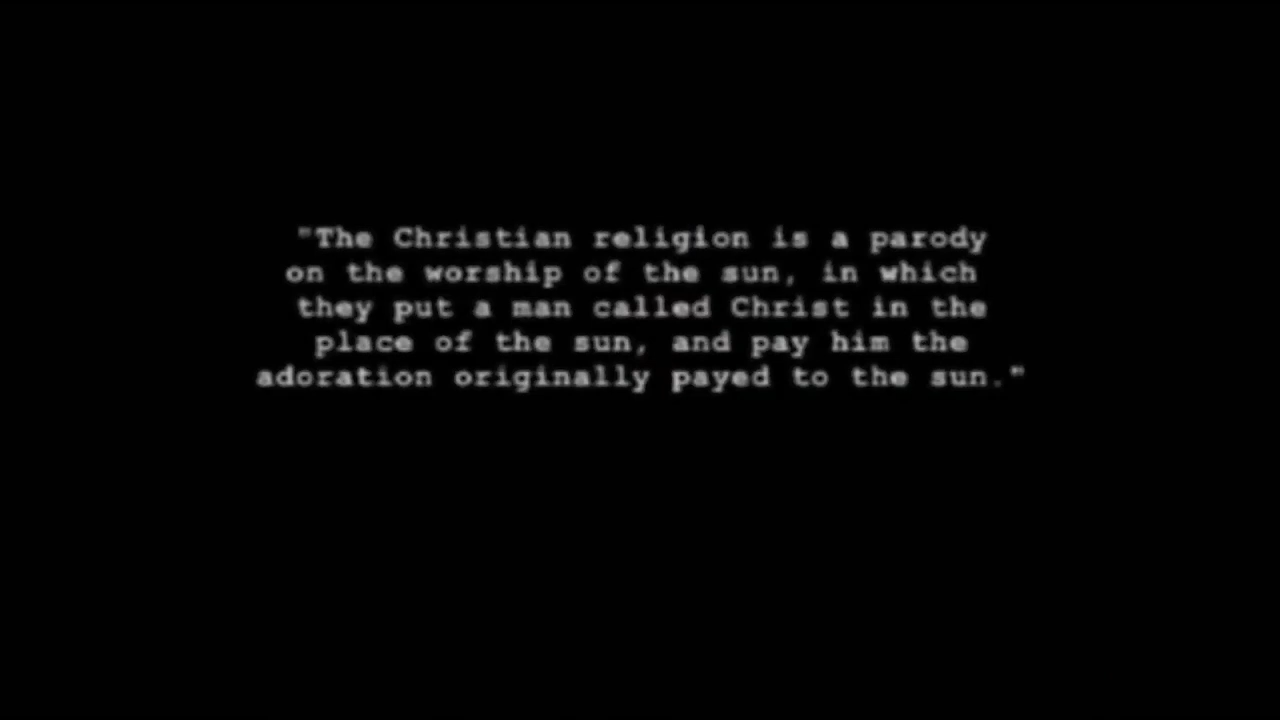 "The Christian religion is a parody
on the worship of the sun, in which
they put a man called Christ in the
place of the sun, and pay him the
adoration originally payed to the sun."